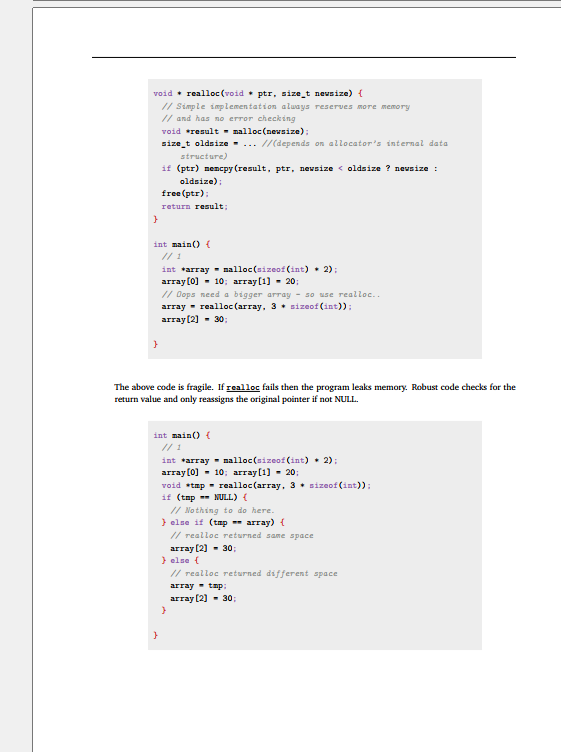 void * realloc(void * ptr, size_t newsize) {
// Simple implementation always reserves more memory
// and has no error checking
void *result = malloc(newsize);
size_t oldsize = ... //(depends on allocator's internal data
structure)
if (ptr) memcpy(result, ptr, newsize < oldsize ? newsize :
oldsize);
free(ptr);
return result;
}
int main() {
// 1
int *array = malloc(sizeof(int) * 2);
array[0] = 10; array[1] = 20;
// Oops need a bigger array - so use realloc..
array = realloc(array, 3 * sizeof(int));
array[2] = 30;
}
The above code is fragile. If realloc fails then the program leaks memory. Robust code checks for the
return value and only reassigns the original pointer if not NULL.
int main() {
// 1
int *array = malloc(sizeof(int) * 2);
array[0] = 10; array[1] = 20;
void *tmp = realloc(array, 3 * sizeof(int));
if (tmp == NULL) {
// Nothing to do here.
} else if (tmp == array) {
// realloc returned same space
array[2] = 30;
} else {
// realloc returned different space
array = tmp;
array[2] = 30;
}
}